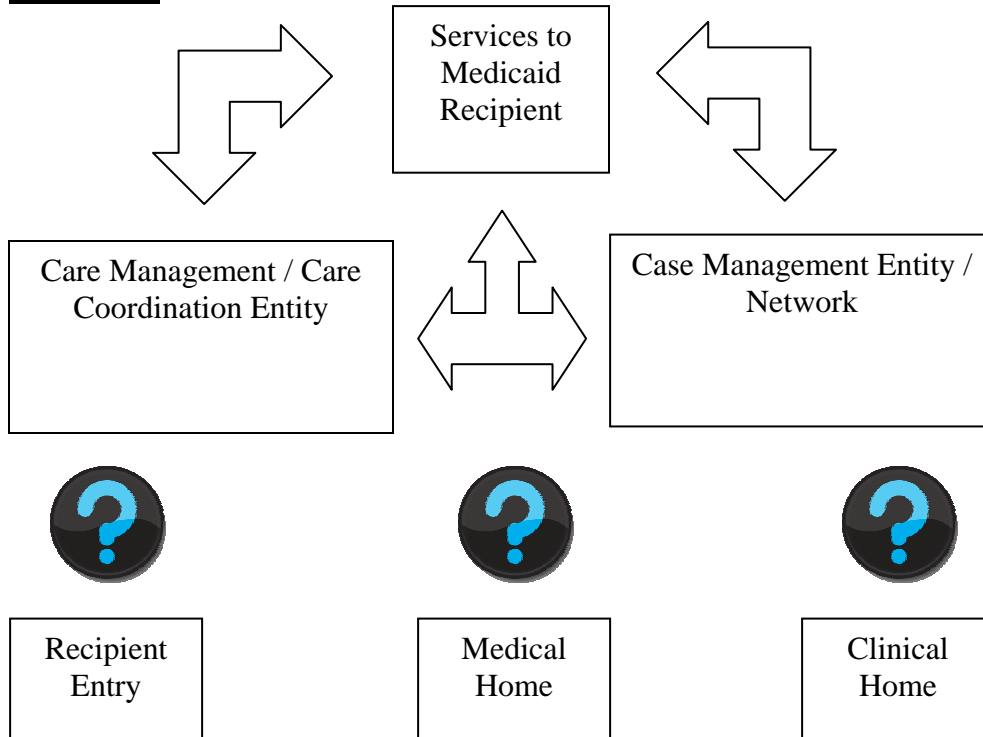 Services to
Medicaid
Recipient
Care Management / Care
Coordination Entity
Case Management Entity /
Network
?
?
?
Recipient
Entry
Medical
Home
Clinical
Home